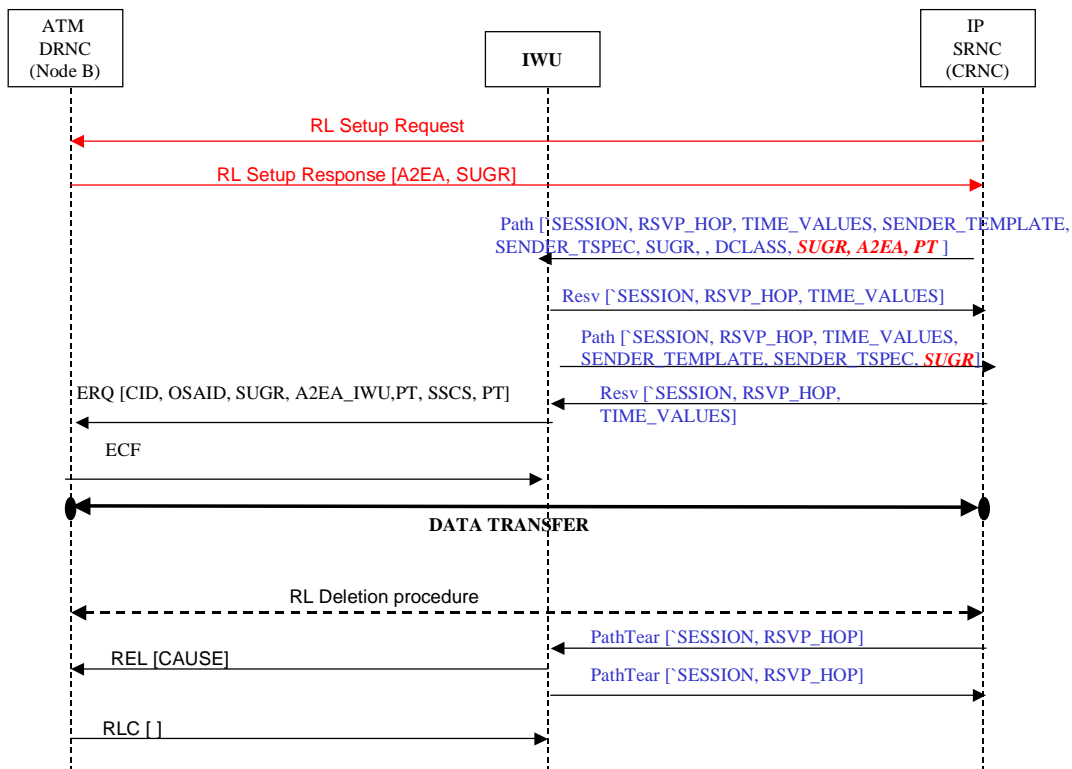 ATM
DRNC
(Node B)
IWU
IP
SRNC
(CRNC)
RL Setup Request
RL Setup Response [A2EA, SUGR]
Path [`SESSION, RSVP_HOP, TIME_VALUES, SENDER_TEMPLATE,
SENDER_TSPEC, SUGR, , DCLASS, SUGR, A2EA, PT ]
Resv [`SESSION, RSVP_HOP, TIME_VALUES]
Path [`SESSION, RSVP_HOP, TIME_VALUES,
SENDER_TEMPLATE, SENDER_TSPEC, SUGR]
ERQ [CID, OSAID, SUGR, A2EA_IWU,PT, SSCS, PT]
Resv [`SESSION, RSVP_HOP,
TIME_VALUES]
ECF
DATA TRANSFER
RL Deletion procedure
PathTear [`SESSION, RSVP_HOP]
REL [CAUSE]
PathTear [`SESSION, RSVP_HOP]
RLC [ ]